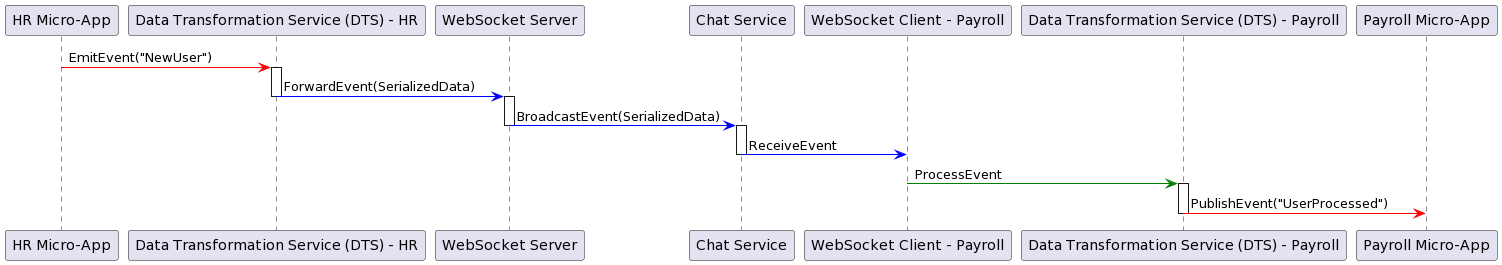 HR Micro-App
Data Transformation Service (DTS) - HR
WebSocket Server
Chat Service
WebSocket Client - Payroll
Data Transformation Service (DTS) - Payroll
Payroll Micro-App
EmitEvent("NewUser")
ForwardEvent(SerializedData)
BroadcastEvent(SerializedData)
ReceiveEvent
ProcessEvent
PublishEvent("UserProcessed")
HR Micro-App
Data Transformation Service (DTS) - HR
WebSocket Server
Chat Service
WebSocket Client - Payroll
Data Transformation Service (DTS) - Payroll
Payroll Micro-App